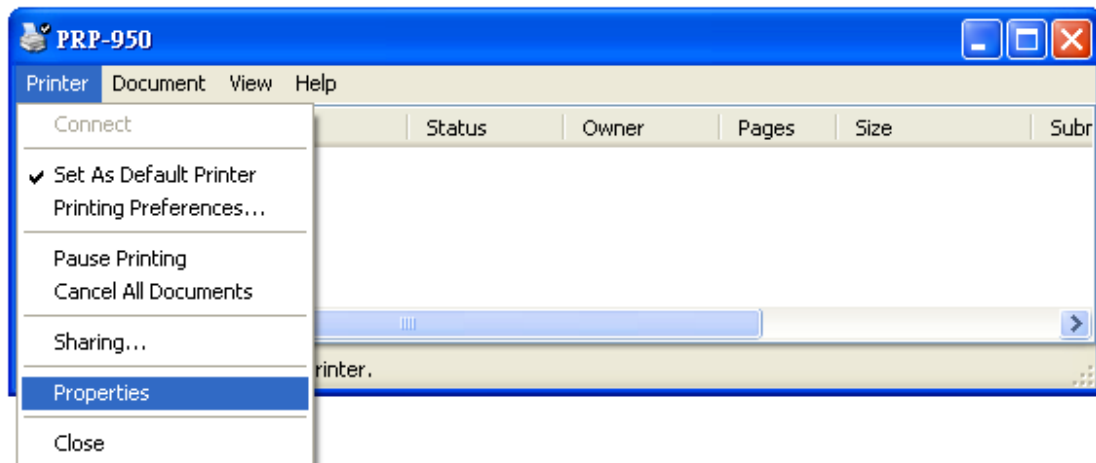 PRP-950
Printer Document View Help
Connect
Status Owner Pages Size Subr
Set As Default Printer
Printing Preferences...
Pause Printing
Cancel All Documents
Sharing...
rinter.
Properties
Close